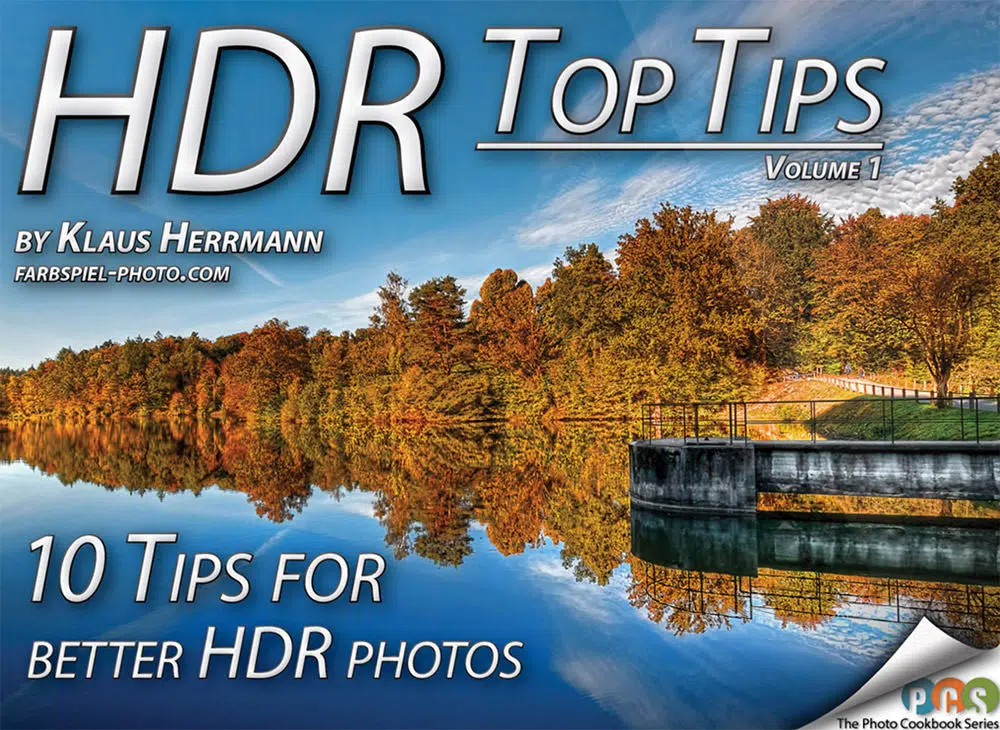 HDR TOP TIPS
VOLUME 1
BY KLAUS HERRMANN
FARBSPIEL-PHOTO.COM
10 TIPS FOR
BETTER HDR PHOTOS
PCS
The Photo Cookbook Series